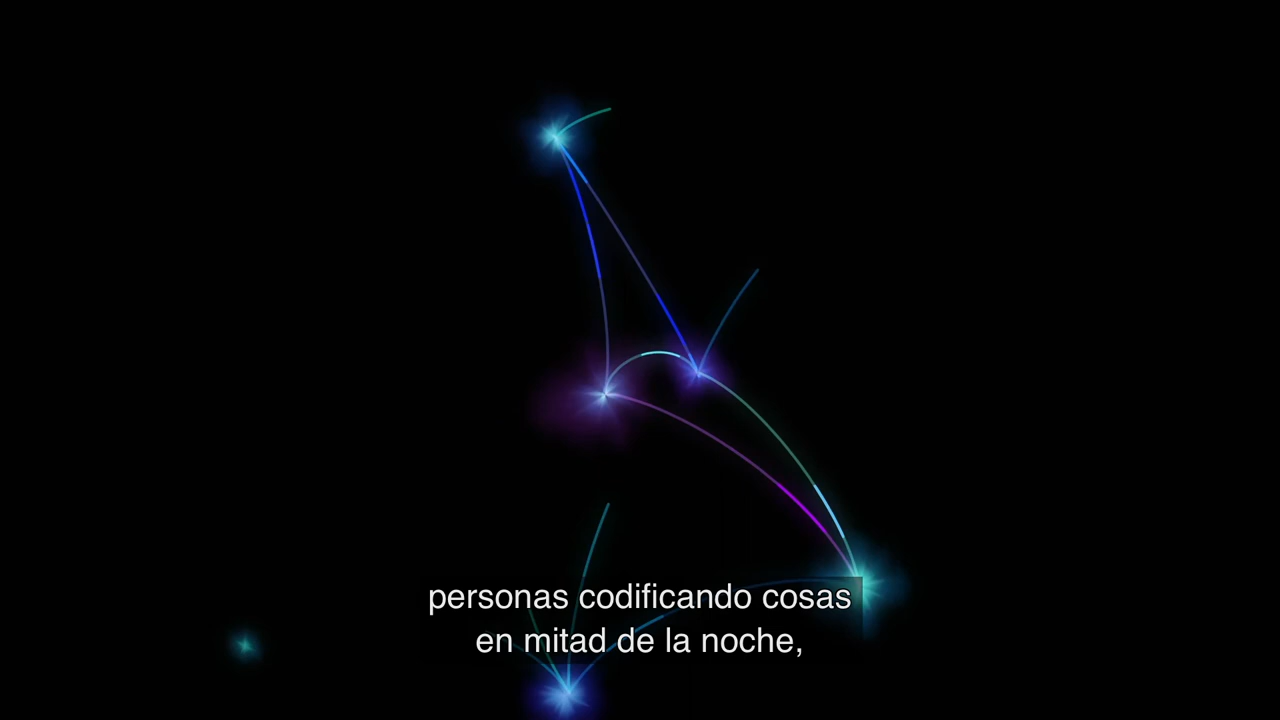 personas codificando cosas
en mitad de la noche,